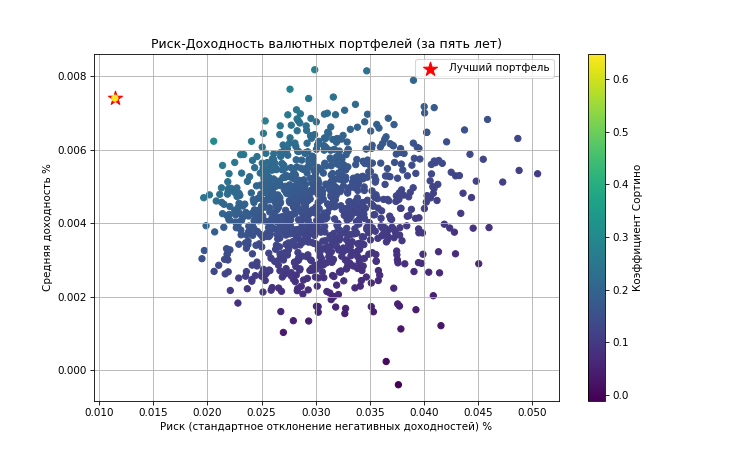 Риск-Доходность валютных портфелей (за пять лет)
Лучший портфель
Средняя доходность %
0.008
0.006
0.004
0.002
0.000
0.010 0.015 0.020 0.025 0.030 0.035 0.040 0.045 0.050
Риск (стандартное отклонение негативных доходностей) %
0.6
0.5
0.4
0.3
0.2
0.1
0.0
Коэффициент Сортино